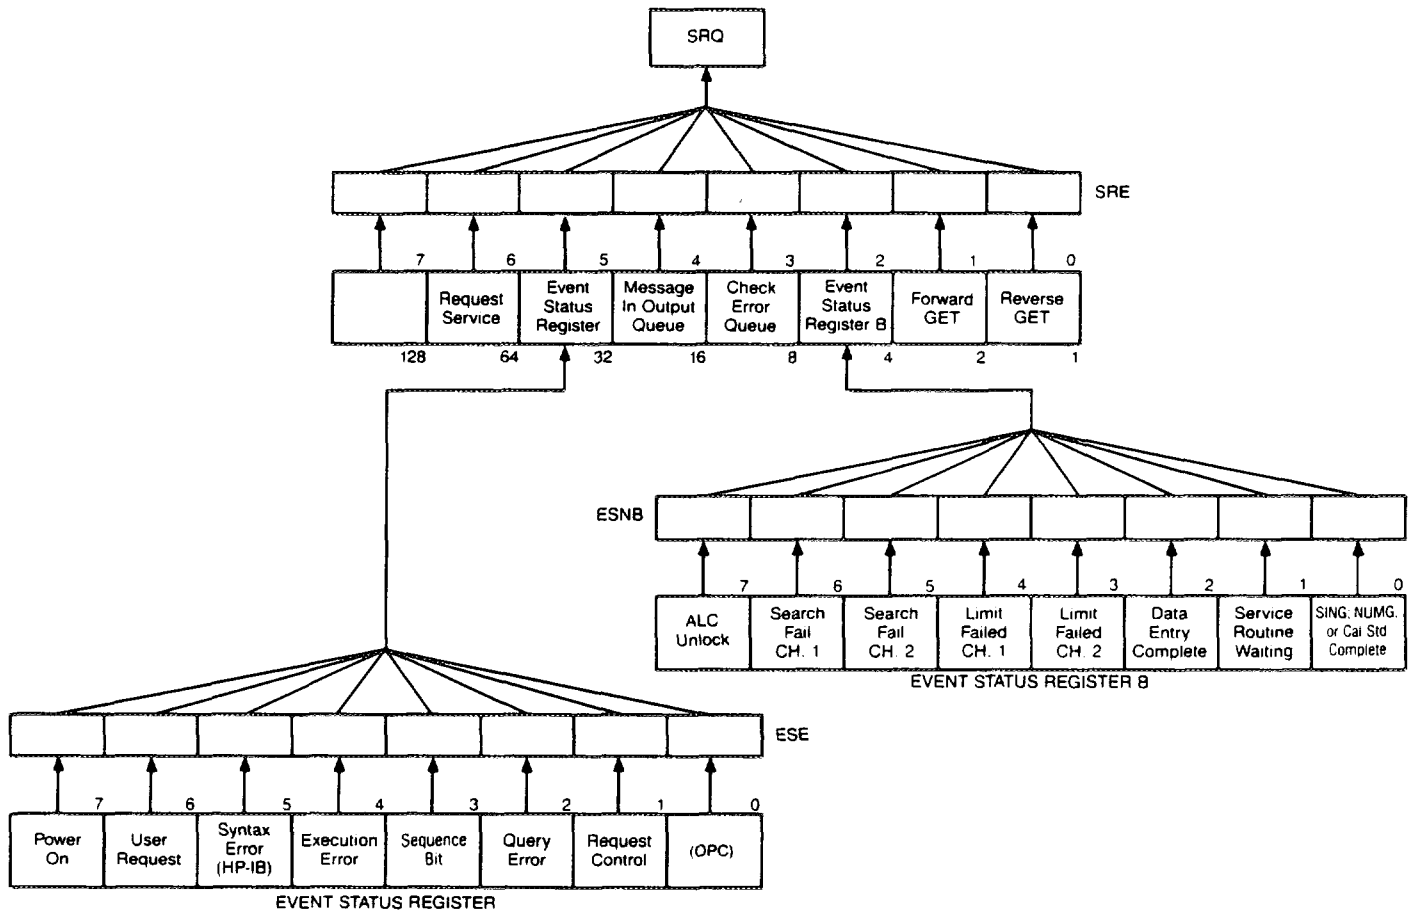 SRQ
SRE
7 6 5 4 3 2 1 0
Request
Service
Event
Status
Register
Message
In Output
Queue
Check
Error
Queue
Event
Status
Register B
Forward
GET
Reverse
GET
128 64 32 16 8 4 2 1
ESNB
7 6 5 4 3 2 1 0
ALC
Unlock
Search
Fail
CH. 1
Search
Fail
CH. 2
Limit
Failed
CH. 1
Limit
Failed
CH. 2
Data
Entry
Complete
Service
Routine
Waiting
SING, NUMG,
or Cal Std
Complete
EVENT STATUS REGISTER B
ESE
7 6 5 4 3 2 1 0
Power
On
User
Request
Syntax
Error
(HP-IB)
Execution
Error
Sequence
Bit
Query
Error
Request
Control
(OPC)
EVENT STATUS REGISTER